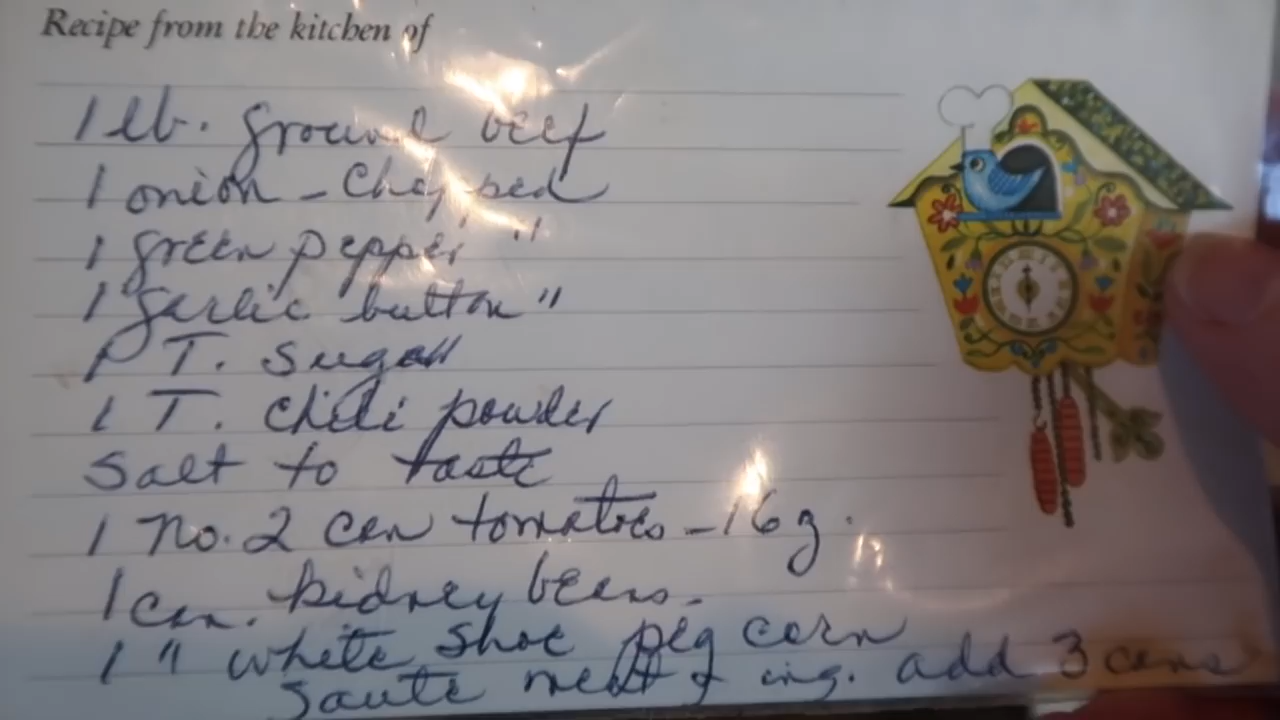 Recipe from the kitchen of
1 lb. ground beef
1 onion - Chopped
1 green pepper "
1 garlic button "
1 T. sugar
1 T. chili powder
Salt to taste
1 no. 2 can tomatoes - 16 z.
1 can. kidney beans.
1 " white shoe peg corn
Saute meat & ing. add 3 cans